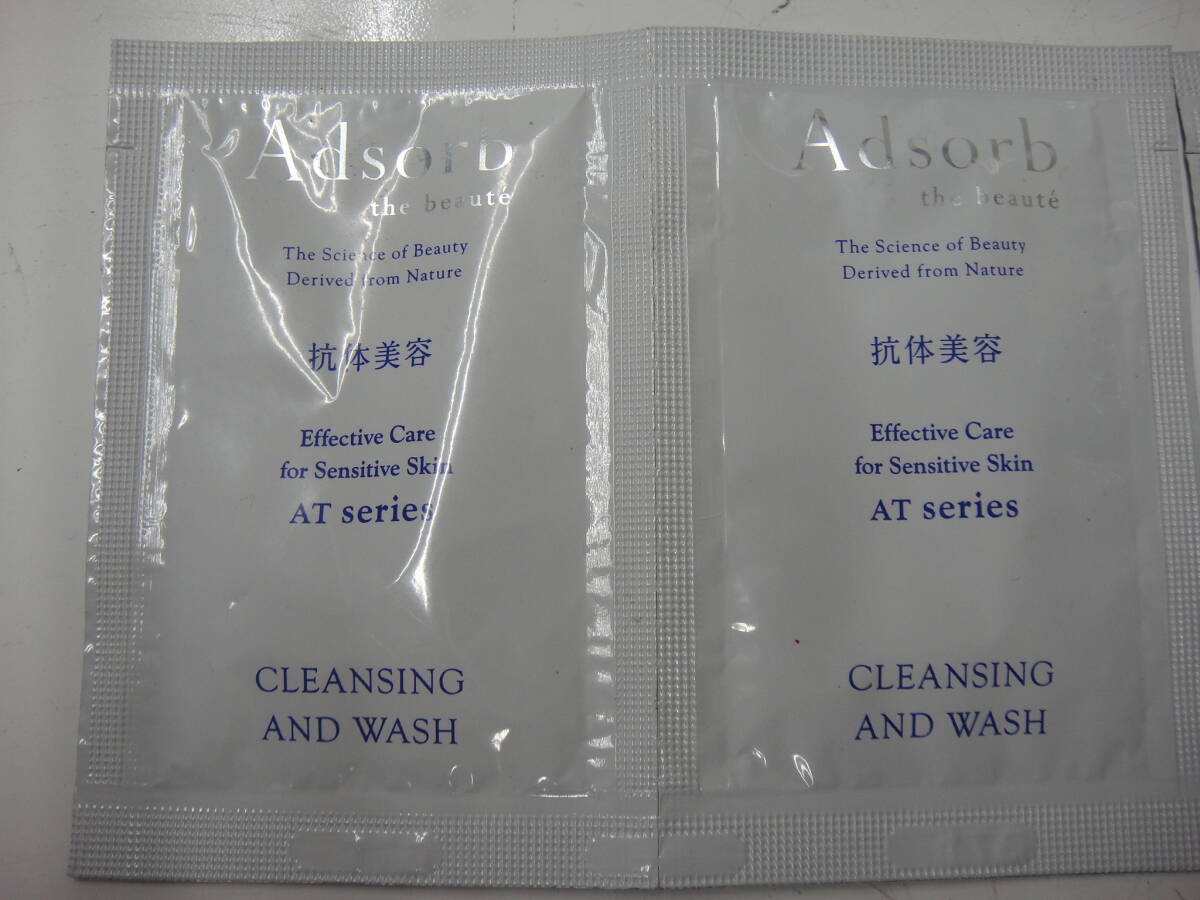 Adsorb
the beauté
The Science of Beauty
Derived from Nature
抗体美容
Effective Care
for Sensitive Skin
AT series
CLEANSING
AND WASH
Adsorb
the beauté
The Science of Beauty
Derived from Nature
抗体美容
Effective Care
for Sensitive Skin
AT series
CLEANSING
AND WASH